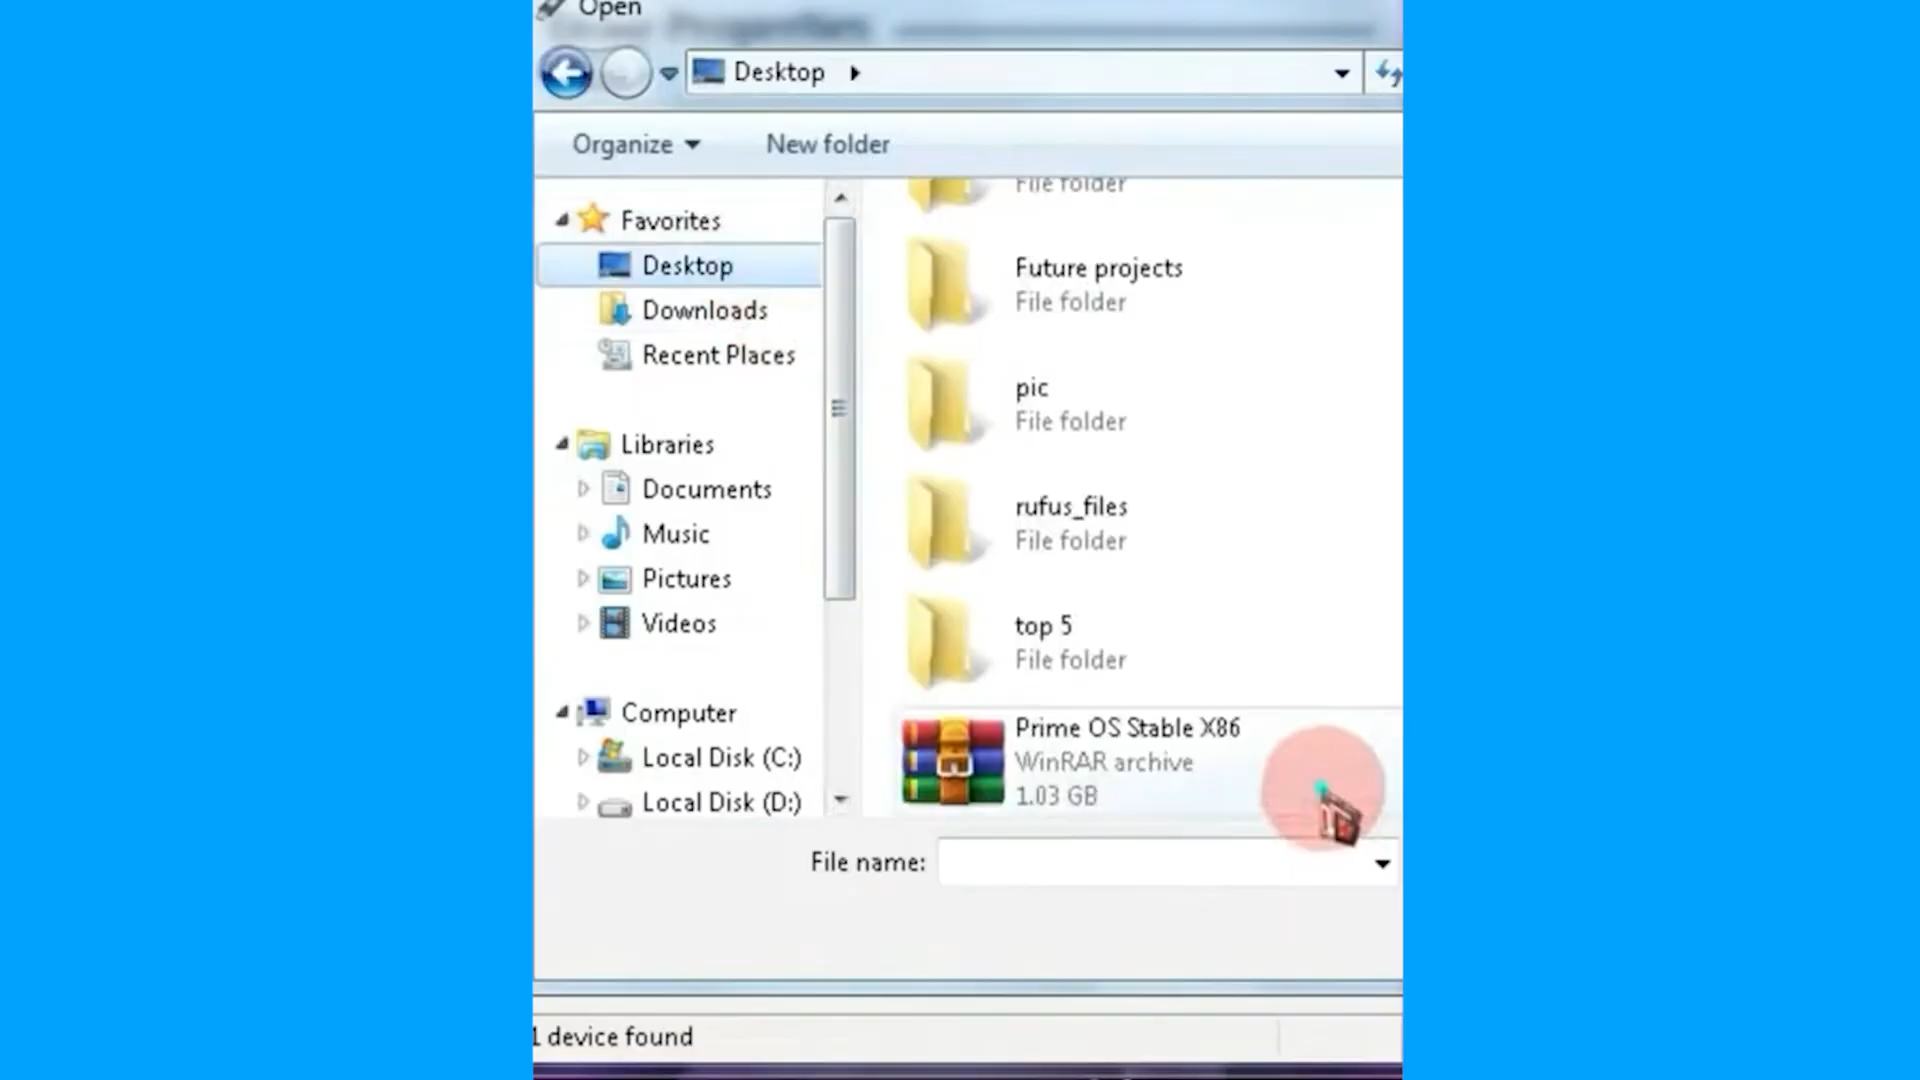 Open
Desktop
Organize
New folder
Favorites
Desktop
Downloads
Recent Places
Libraries
Documents
Music
Pictures
Videos
Computer
Local Disk (C:)
Local Disk (D:)
File folder
Future projects
File folder
pic
File folder
rufus_files
File folder
top 5
File folder
Prime OS Stable X86
WinRAR archive
1.03 GB
File name:
1 device found